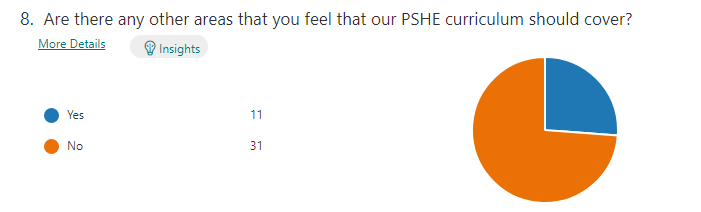 8. Are there any other areas that you feel that our PSHE curriculum should cover?
More Details
Insights
Yes 11
No 31